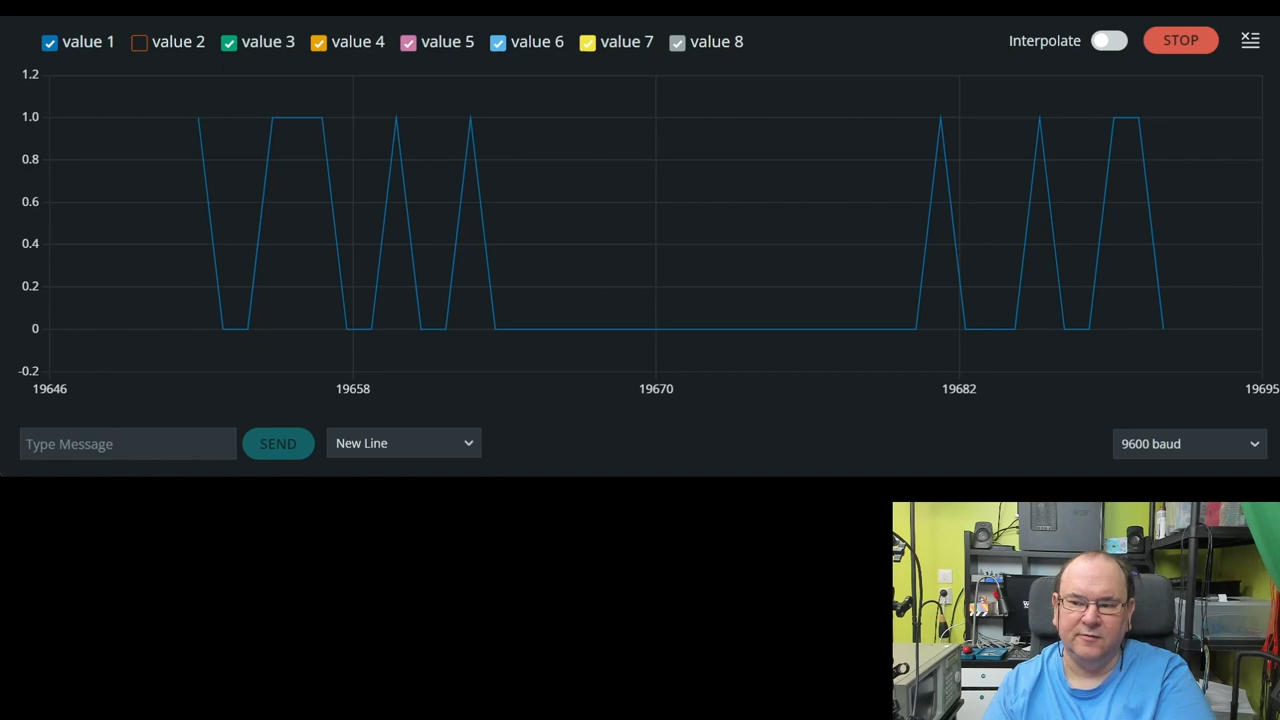 value 1 value 2 value 3 value 4 value 5 value 6 value 7 value 8 Interpolate STOP
1.2
1.0
0.8
0.6
0.4
0.2
0
-0.2
19646 19658 19670 19682 19695
Type Message SEND New Line 9600 baud